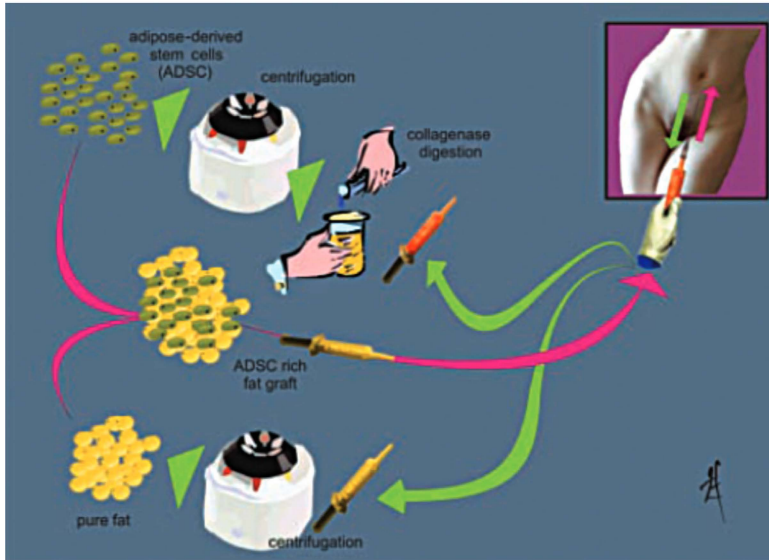 adipose-derived
stem cells
(ADSC)
centrifugation
collagenase
digestion
ADSC rich
fat graft
pure fat
centrifugation